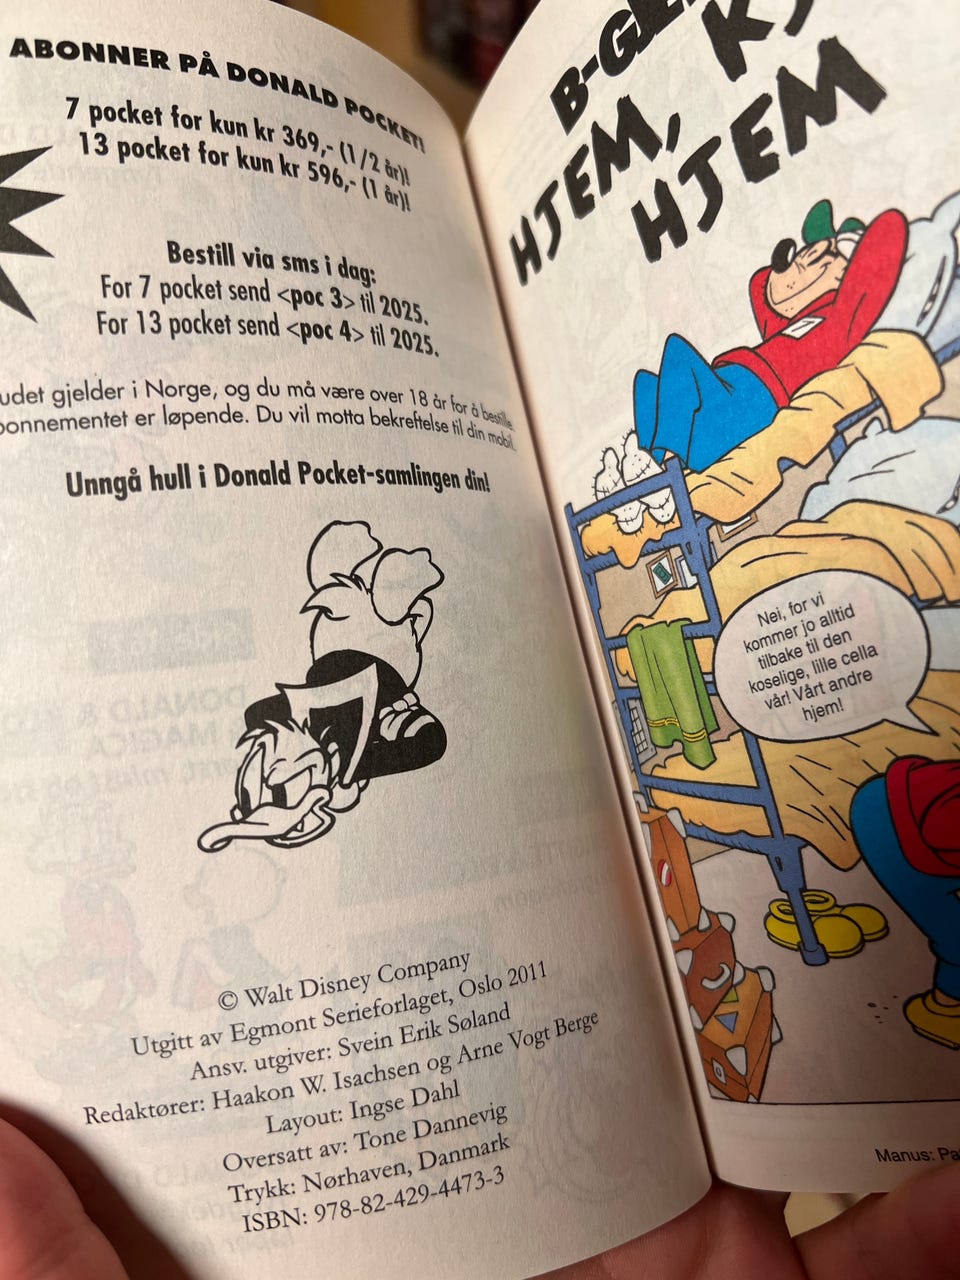 ABONNER PÅ DONALD POCKET!
7 pocket for kun kr 369,- (1/2 år)!
13 pocket for kun kr 596,- (1 år)!
Bestill via sms i dag:
For 7 pocket send <poc 3> til 2025.
For 13 pocket send <poc 4> til 2025.
udet gjelder i Norge, og du må være over 18 år for å bestille.
onnementet er løpende. Du vil motta bekreftelse til din mobil.
Unngå hull i Donald Pocket-samlingen din!
© Walt Disney Company
Utgitt av Egmont Serieforlaget, Oslo 2011
Ansv. utgiver: Svein Erik Søland
Redaktører: Haakon W. Isachsen og Arne Vogt Berge
Layout: Ingse Dahl
Oversatt av: Tone Dannevig
Trykk: Nørhaven, Danmark
ISBN: 978-82-429-4473-3
HJEM,
HJEM
Nei, for vi
kommer jo alltid
tilbake til den
koselige, lille cella
vår! Vårt andre
hjem!
Manus: